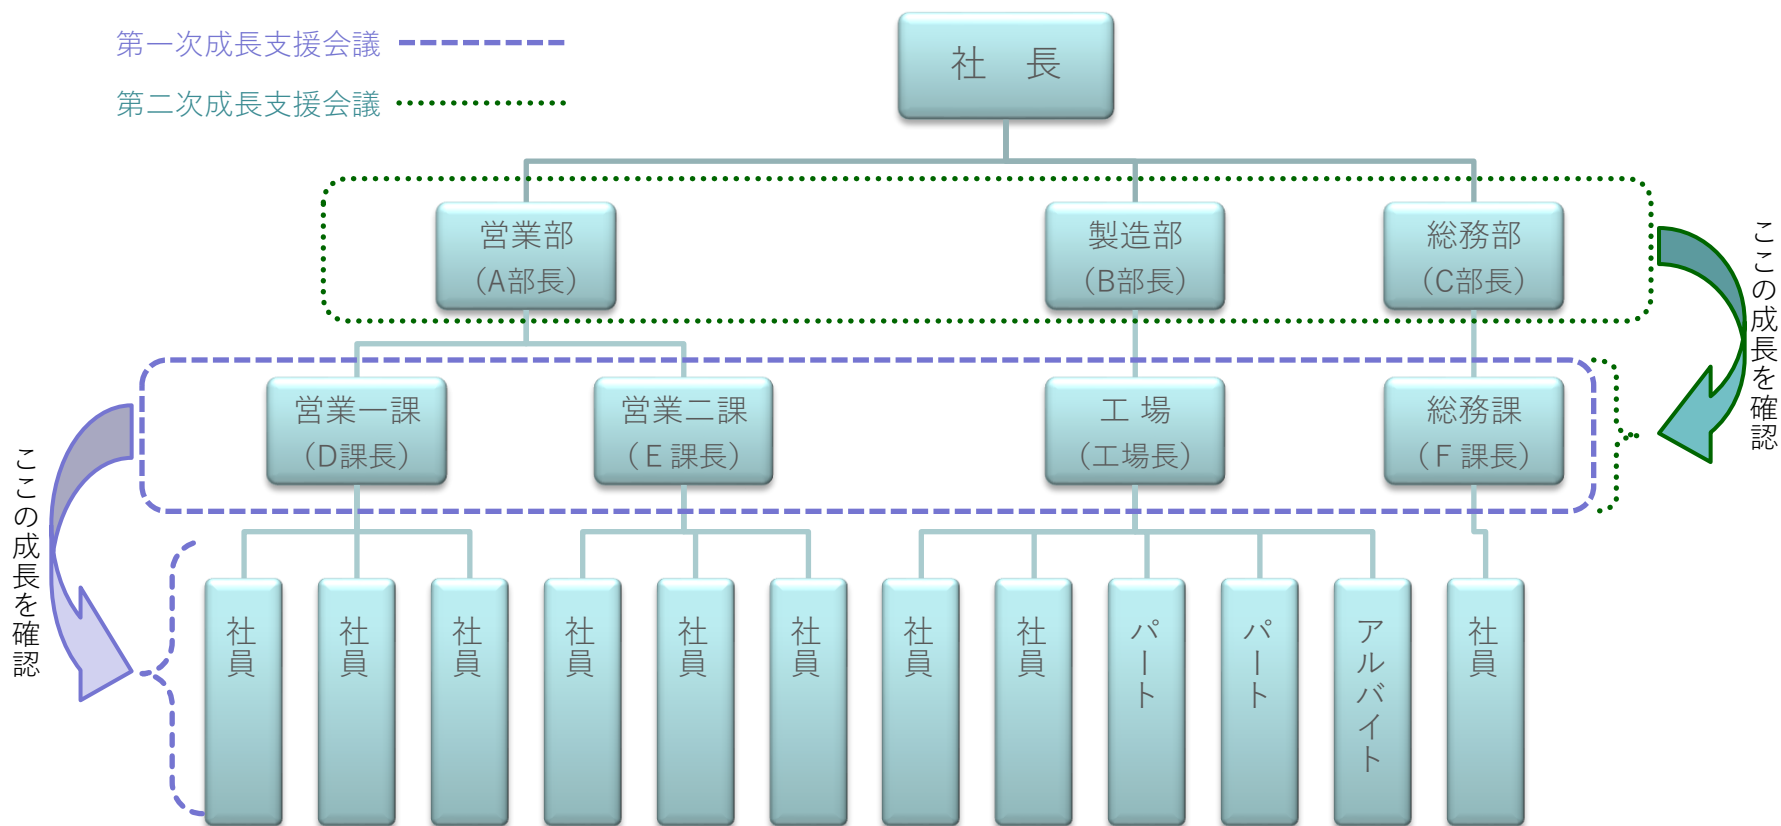 第一次成長支援会議
第二次成長支援会議
社　長
営業部
（A部長）
製造部
（B部長）
総務部
（C部長）
ここの成長を確認
営業一課
（D課長）
営業二課
（E課長）
工 場
（工場長）
総務課
（F課長）
ここの成長を確認
社員
社員
社員
社員
社員
社員
社員
社員
パート
パート
アルバイト
社員